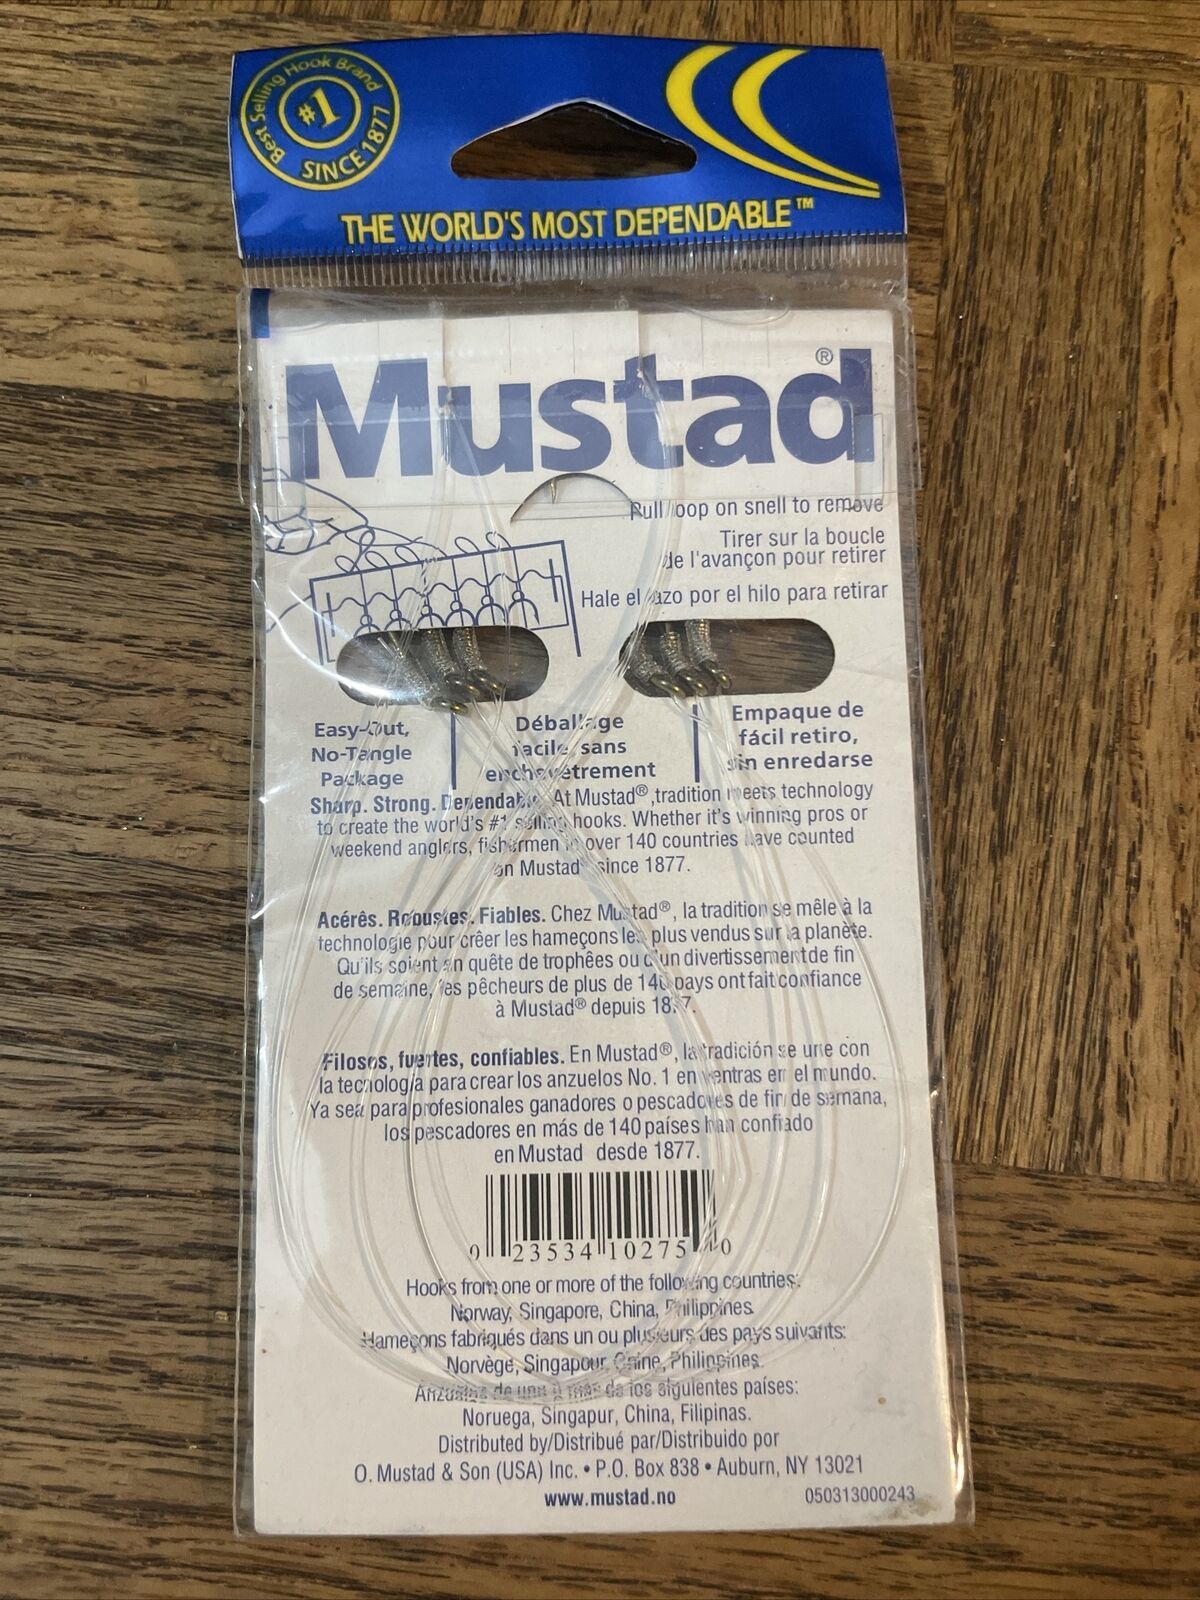 Best Selling Hook Brand
#1
SINCE 1877
THE WORLD'S MOST DEPENDABLE™
Mustad®
Pull loop on snell to remove
Tirer sur la boucle
de l'avançon pour retirer
Hale el lazo por el hilo para retirar
Easy-Out,
No-Tangle
Package
Déballage
facile, sans
enchevêtrement
Empaque de
fácil retiro,
sin enredarse
Sharp. Strong. Dependable. At Mustad®,tradition meets technology
to create the world's #1 selling hooks. Whether it's winning pros or
weekend anglers, fishermen in over 140 countries have counted
on Mustad® since 1877.
Acérês. Robustes. Fiables. Chez Mustad®, la tradition se mêle à la
technologie pour créer les hameçons les plus vendus sur la planète.
Qu'ils soient en quête de trophées ou d'un divertissement de fin
de semaine, les pêcheurs de plus de 140 pays ont fait confiance
à Mustad® depuis 1877.
Filosos, fuertes, confiables. En Mustad®, la tradición se une con
la tecnología para crear los anzuelos No. 1 en ventras en el mundo.
Ya sea para profesionales ganadores o pescadores de fin de semana,
los pescadores en más de 140 países han confiado
en Mustad desde 1877.
0 23534 10275 0
Hooks from one or more of the following countries:
Norway, Singapore, China, Philippines.
Hameçons fabriqués dans un ou plusieurs des pays suivants:
Norvège, Singapour, Chine, Philippines.
Anzuelos de uno o más de los siguientes países:
Noruega, Singapur, China, Filipinas.
Distributed by/Distribué par/Distribuido por
O. Mustad & Son (USA) Inc. • P.O. Box 838 • Auburn, NY 13021
www.mustad.no
050313000243